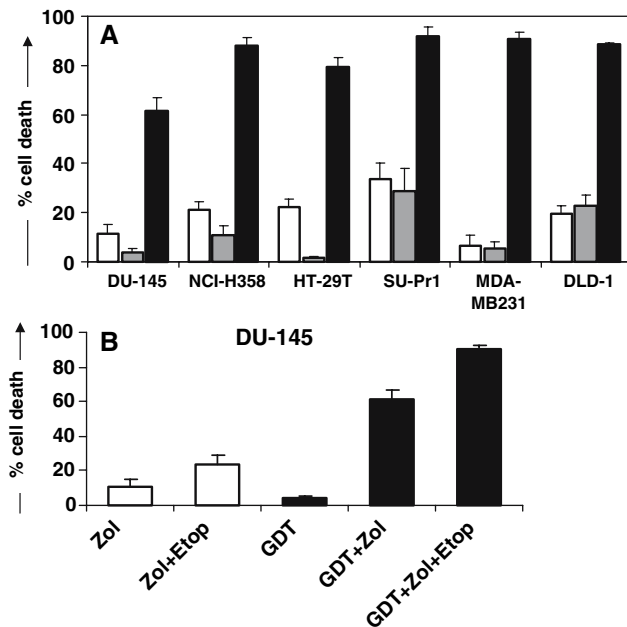 A
% cell death
100
80
60
40
20
0
DU-145 NCI-H358 HT-29T SU-Pr1 MDA-MB231 DLD-1
B
DU-145
% cell death
100
80
60
40
20
0
Zol Zol+Etop GDT GDT+Zol GDT+Zol+Etop